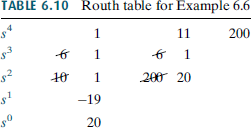 TABLE 6.10 Routh table for Example 6.6
s⁴ 1 11 200
s³ 6 1 6 1
s² 10 1 200 20
s¹ −19
s⁰ 20